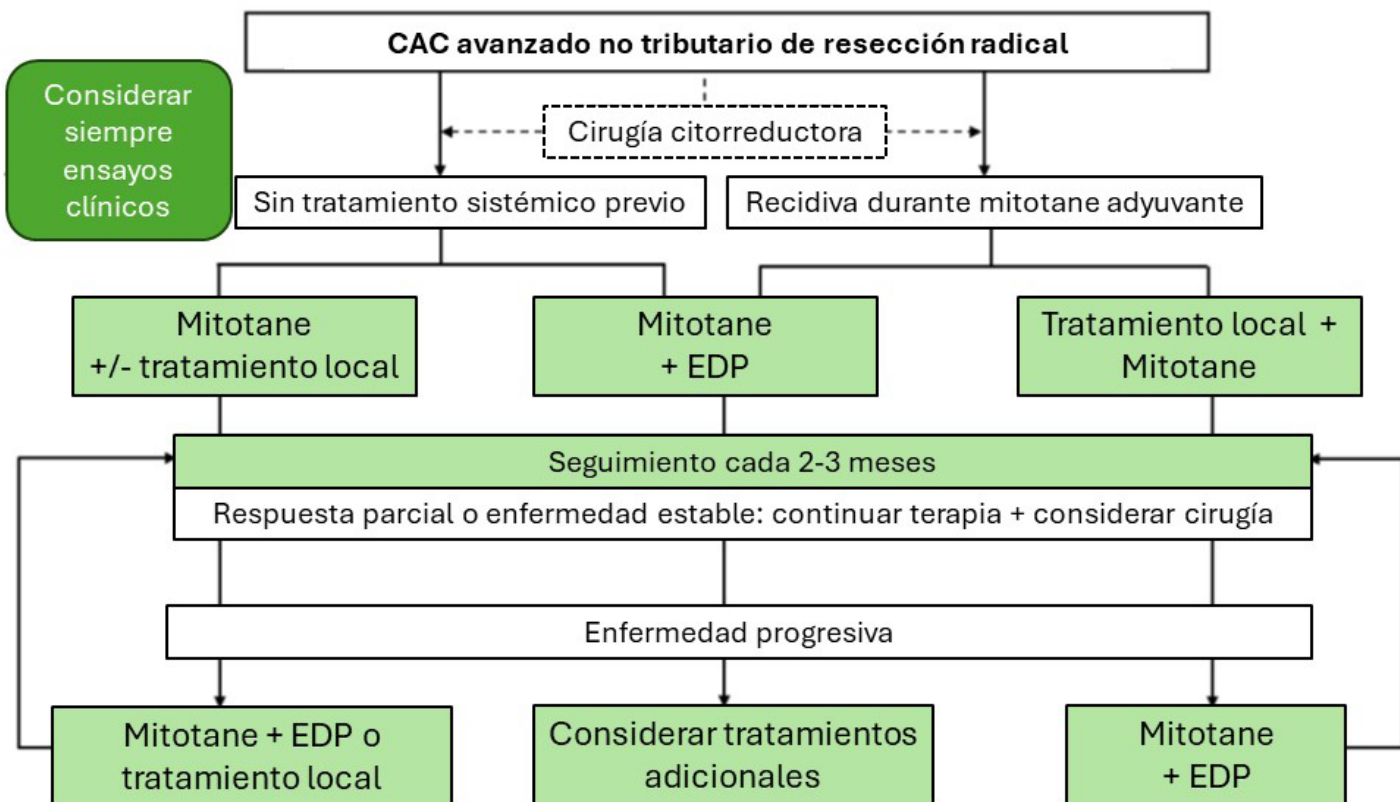 CAC avanzado no tributario de resección radical
Considerar
siempre
ensayos
clínicos
Cirugía citorreductora
Sin tratamiento sistémico previo
Recidiva durante mitotane adyuvante
Mitotane
+/- tratamiento local
Mitotane
+ EDP
Tratamiento local +
Mitotane
Seguimiento cada 2-3 meses
Respuesta parcial o enfermedad estable: continuar terapia + considerar cirugía
Enfermedad progresiva
Mitotane + EDP o
tratamiento local
Considerar tratamientos
adicionales
Mitotane
+ EDP